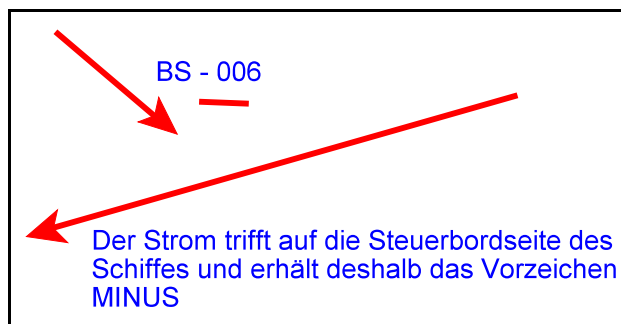 BS - 006
Der Strom trifft auf die Steuerbordseite des
Schiffes und erhält deshalb das Vorzeichen
MINUS